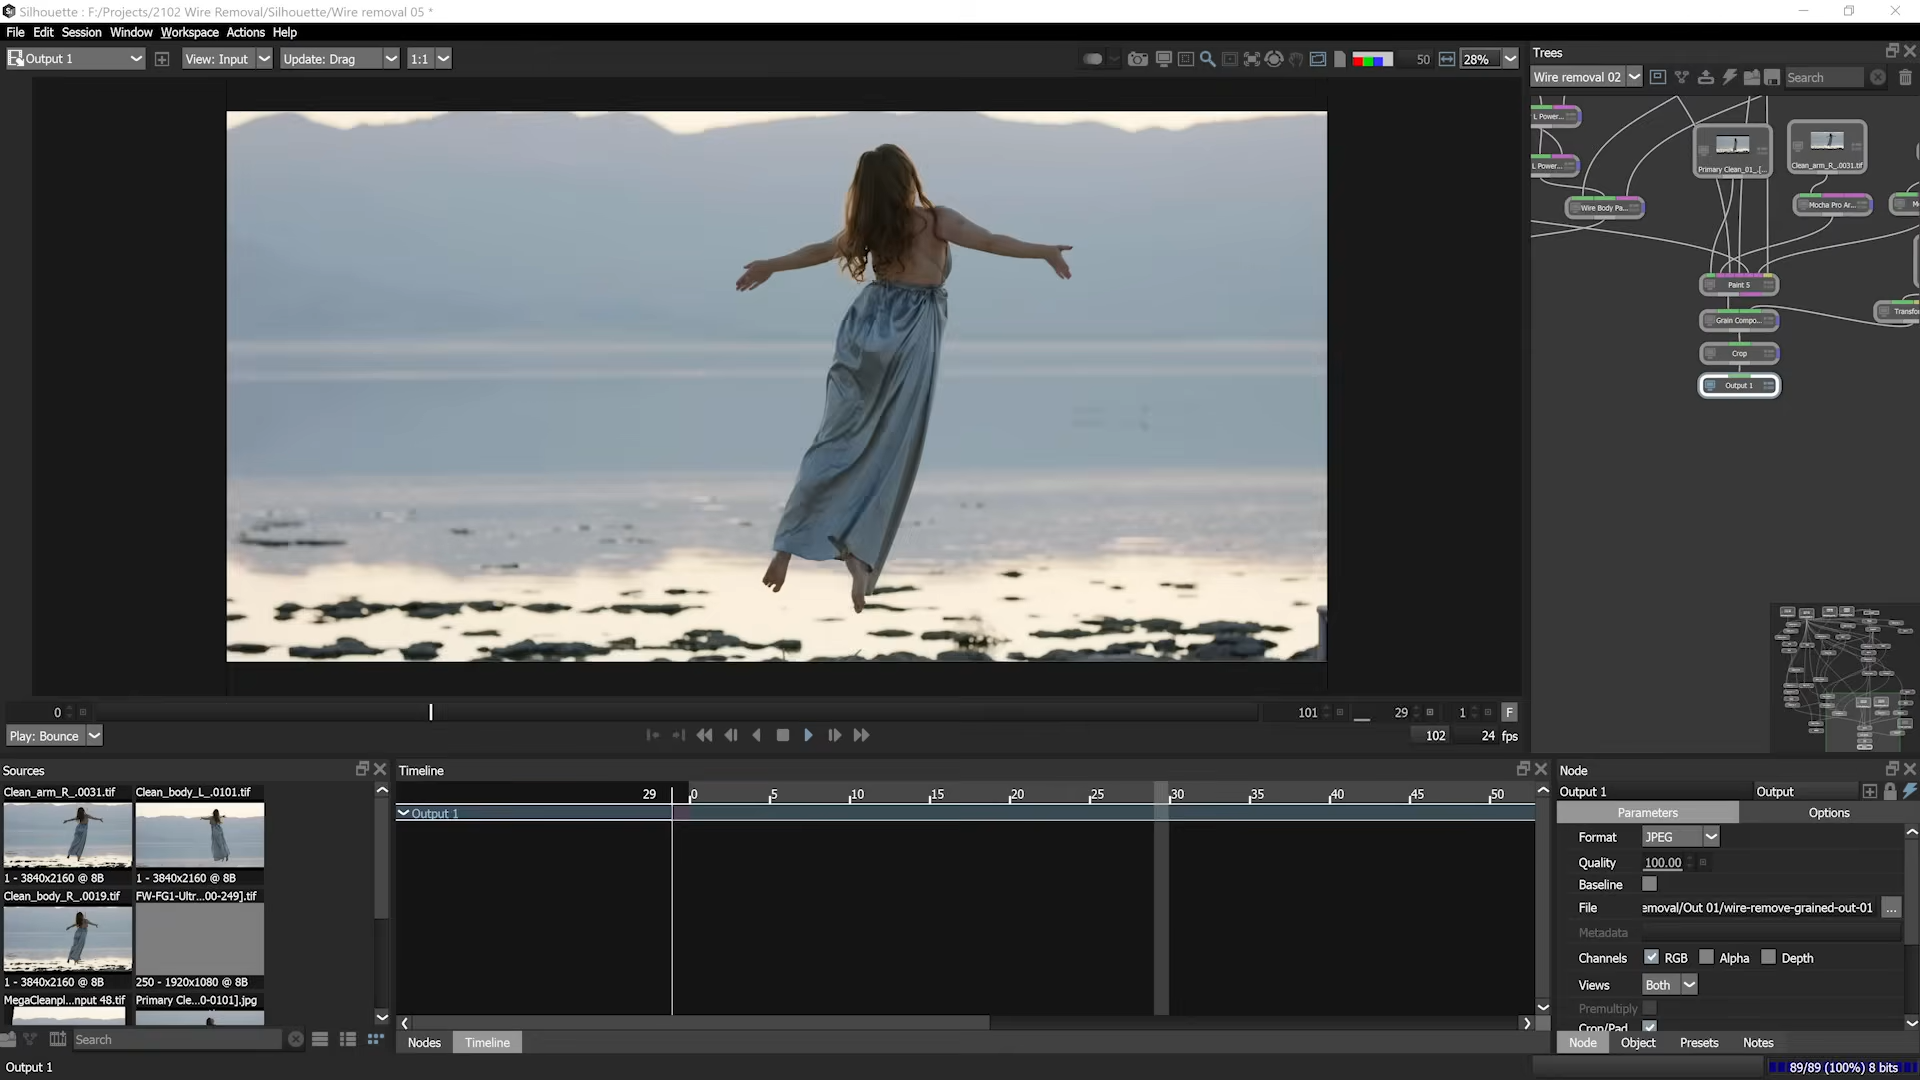 Silhouette : F:/Projects/2102 Wire Removal/Silhouette/Wire removal 05 *
File Edit Session Window Workspace Actions Help
Output 1 View: Input Update: Drag 1:1 50 28%
Trees
Wire removal 02 Search
L Power...
L Power...
Primary Clean_01_.[...
Clean_arm_R_.0031.tif
Wire Body Pa...
Mocha Pro Ar...
Paint 5
Transfo
Grain Compo...
Crop
Output 1
0 101 29 1 F
Play: Bounce 102 24 fps
Sources
Clean_arm_R_.0031.tif Clean_body_L_.0101.tif
1 - 3840x2160 @ 8B 1 - 3840x2160 @ 8B
Clean_body_R_.0019.tif FW-FG1-Ultr...00-249].tif
1 - 3840x2160 @ 8B 250 - 1920x1080 @ 8B
MegaCleanpl...nput 48.tif Primary Cle...0-0101].jpg
Search
Timeline
29 0 5 10 15 20 25 30 35 40 45 50
Output 1
Nodes Timeline
Node
Output 1 Output
Parameters Options
Format JPEG
Quality 100.00
Baseline
File emoval/Out 01/wire-remove-grained-out-01 ...
Metadata
Channels RGB Alpha Depth
Views Both
Premultiply
Crop/Pad
Node Object Presets Notes
Output 1 89/89 (100%) 8 bits